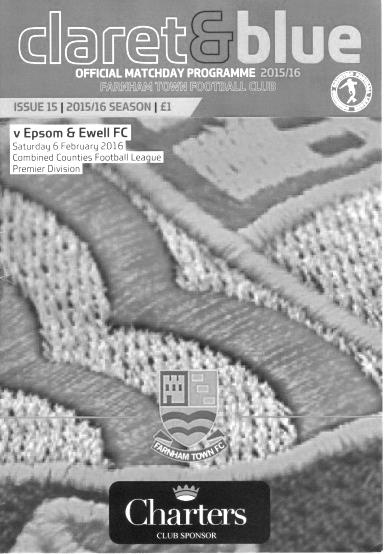 claret&blue
OFFICIAL MATCHDAY PROGRAMME 2015/16
FARNHAM TOWN FOOTBALL CLUB
ISSUE 15 | 2015/16 SEASON | £1
v Epsom & Ewell FC
Saturday 6 February 2016
Combined Counties Football League
Premier Division
FARNHAM TOWN FC
Charters
CLUB SPONSOR